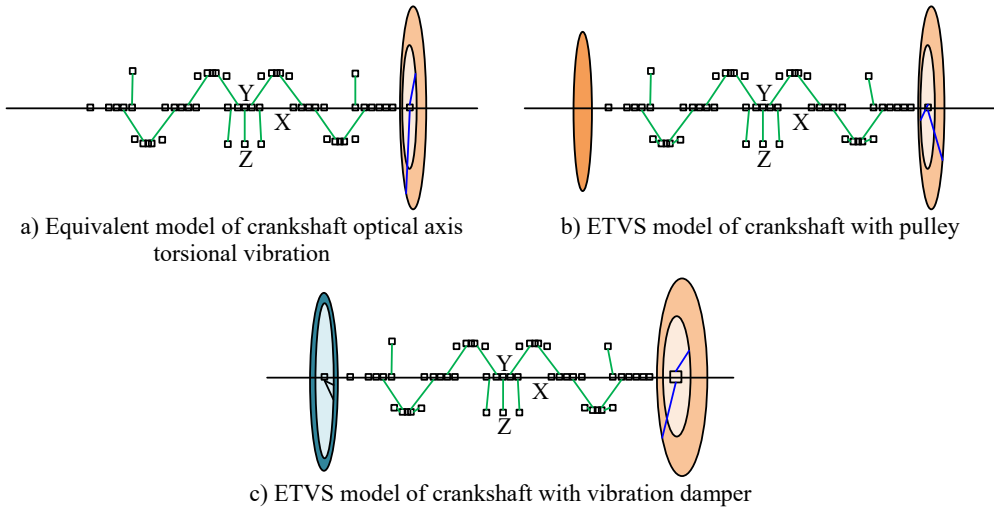 Y
X
Z
a) Equivalent model of crankshaft optical axis
torsional vibration
Y
X
Z
b) ETVS model of crankshaft with pulley
Y
X
Z
c) ETVS model of crankshaft with vibration damper